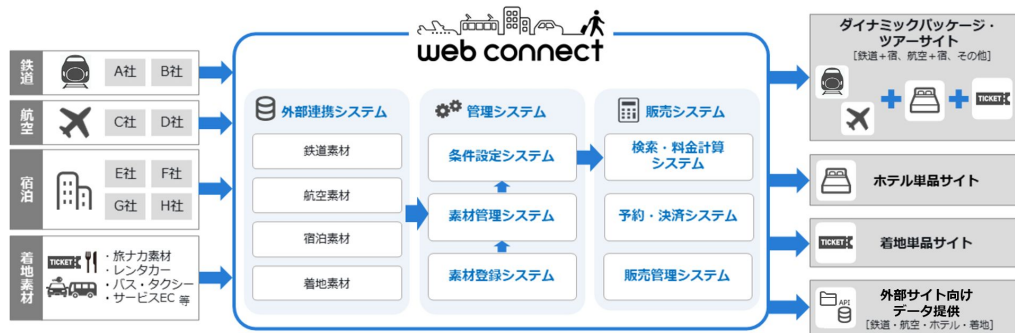 web connect
鉄道
A社
B社
航空
C社
D社
宿泊
E社
F社
G社
H社
着地素材
TICKET
・旅ナカ素材
・レンタカー
・バス・タクシー
・サービスEC 等
外部連携システム
鉄道素材
航空素材
宿泊素材
着地素材
管理システム
条件設定システム
素材管理システム
素材登録システム
販売システム
検索・料金計算
システム
予約・決済システム
販売管理システム
ダイナミックパッケージ・
ツアーサイト
[鉄道+宿、航空+宿、その他]
TICKET
ホテル単品サイト
TICKET
着地単品サイト
API
外部サイト向け
データ提供
[鉄道・航空・ホテル・着地]